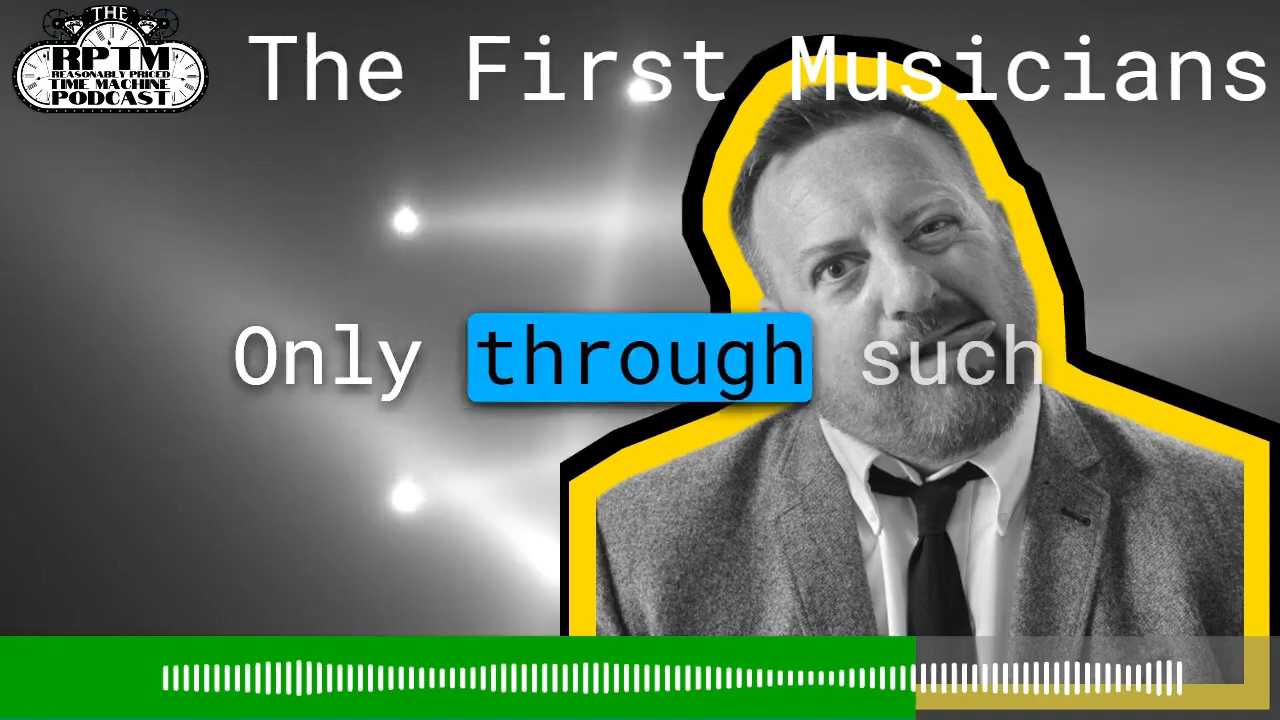 THE
RPTM
REASONABLY PRICED
TIME MACHINE
PODCAST
The First Musicians
Only through such